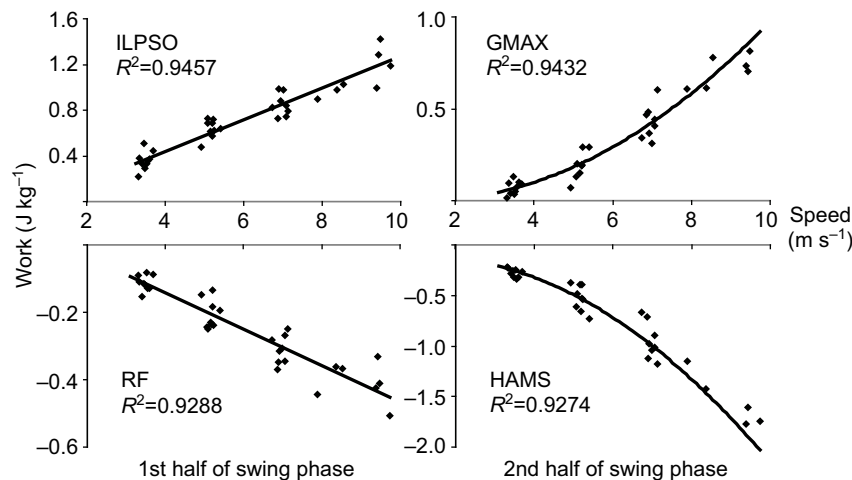 1.6
ILPSO
R²=0.9457
1.2
0.8
0.4
2 4 6 8 10
1.0
GMAX
R²=0.9432
0.5
2 4 6 8 10
Speed
(m s⁻¹)
Work (J kg⁻¹)
–0.2
–0.4
–0.6
RF
R²=0.9288
1st half of swing phase
–0.5
–1.0
–1.5
–2.0
HAMS
R²=0.9274
2nd half of swing phase